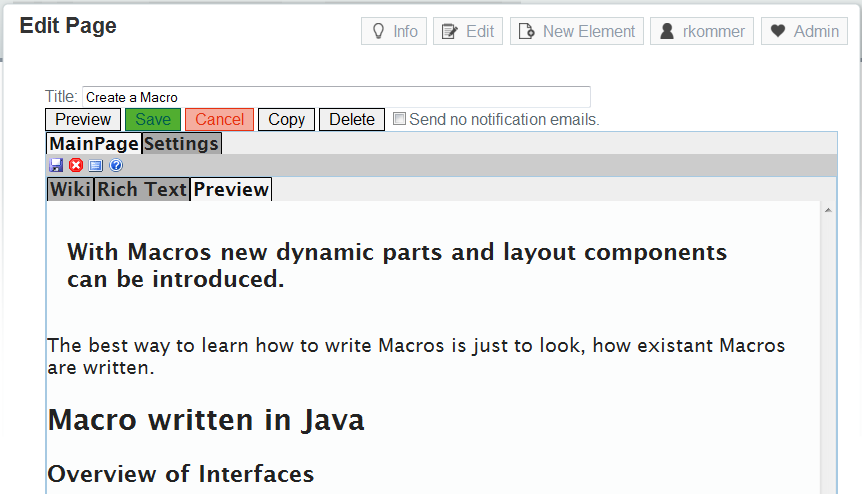 Edit Page
Info Edit New Element rkommer Admin
Title: Create a Macro
Preview Save Cancel Copy Delete Send no notification emails.
MainPage Settings
Wiki Rich Text Preview
With Macros new dynamic parts and layout components
can be introduced.
The best way to learn how to write Macros is just to look, how existant Macros
are written.
Macro written in Java
Overview of Interfaces